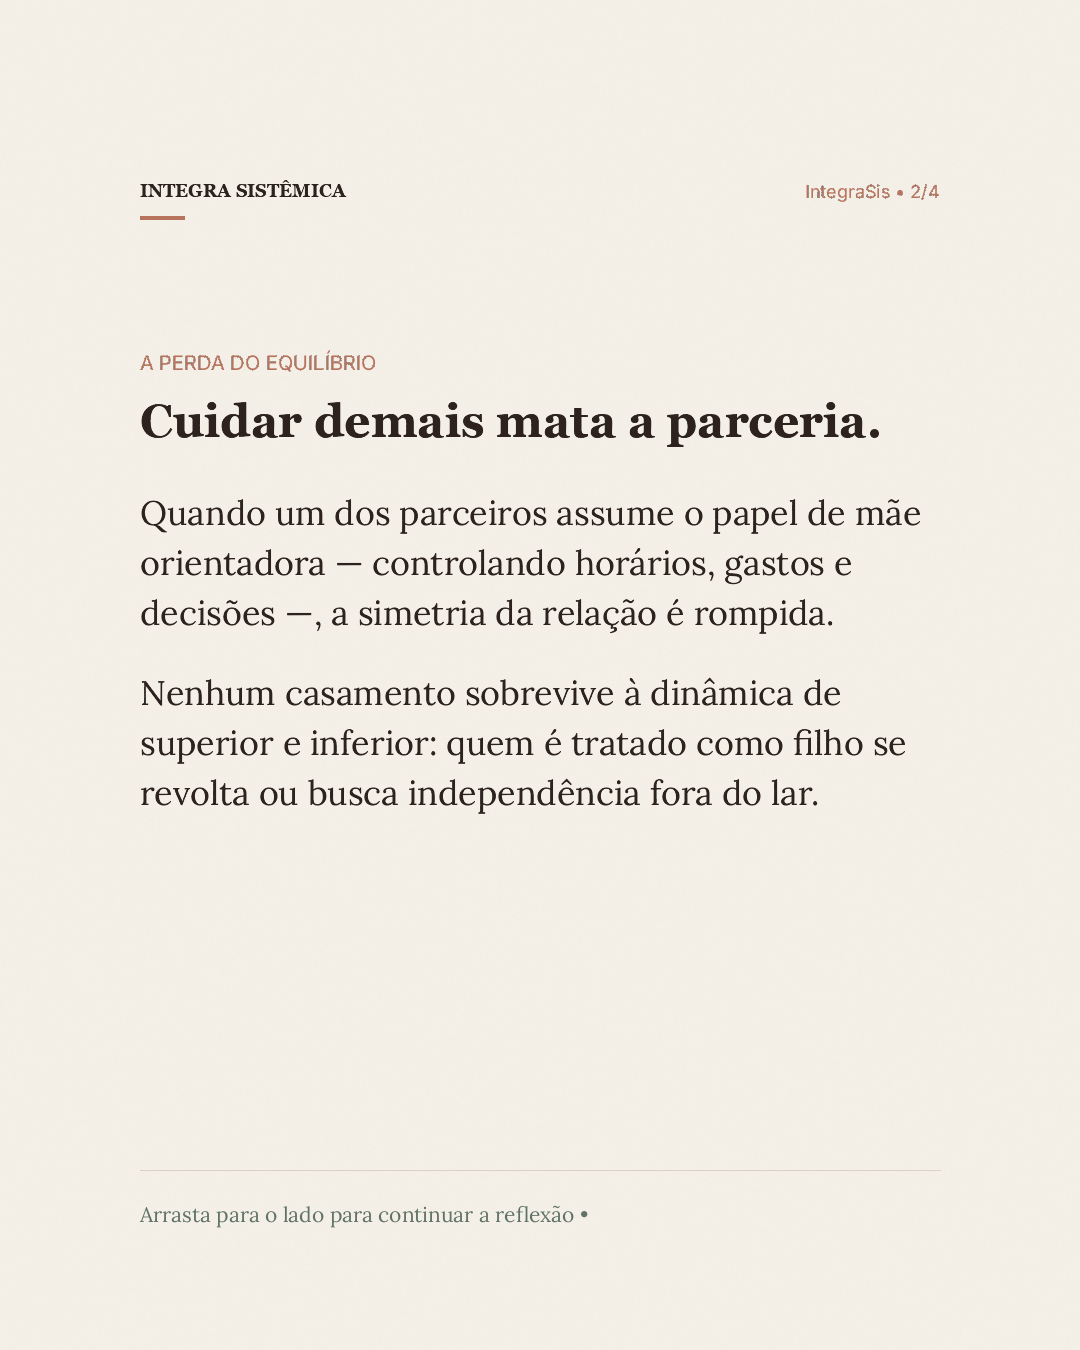 INTEGRA SISTÊMICA
IntegraSis • 2/4
A PERDA DO EQUILÍBRIO
Cuidar demais mata a parceria.
Quando um dos parceiros assume o papel de mãe
orientadora — controlando horários, gastos e
decisões —, a simetria da relação é rompida.
Nenhum casamento sobrevive à dinâmica de
superior e inferior: quem é tratado como filho se
revolta ou busca independência fora do lar.
Arrasta para o lado para continuar a reflexão •